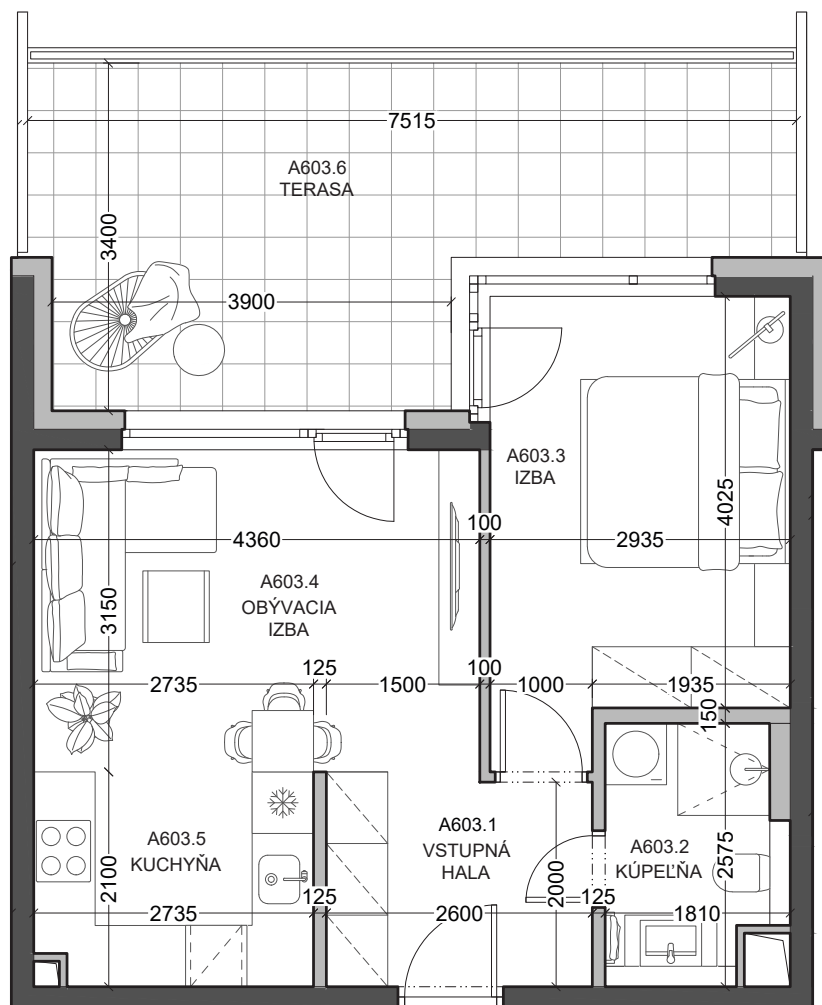 7515
A603.6
TERASA
3400
3900
A603.3
IZBA
4025
100
4360
2935
A603.4
OBÝVACIA
IZBA
3150
125
100
2735
1500
1000
1935
150
A603.5
KUCHYŇA
A603.1
VSTUPNÁ
HALA
A603.2
KÚPEĽŇA
2100
2000
2575
125
125
2735
2600
1810